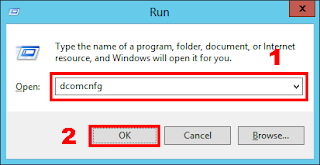 Run
x
Type the name of a program, folder, document, or Internet
resource, and Windows will open it for you.
1
Open: dcomcnfg
2 OK Cancel Browse...